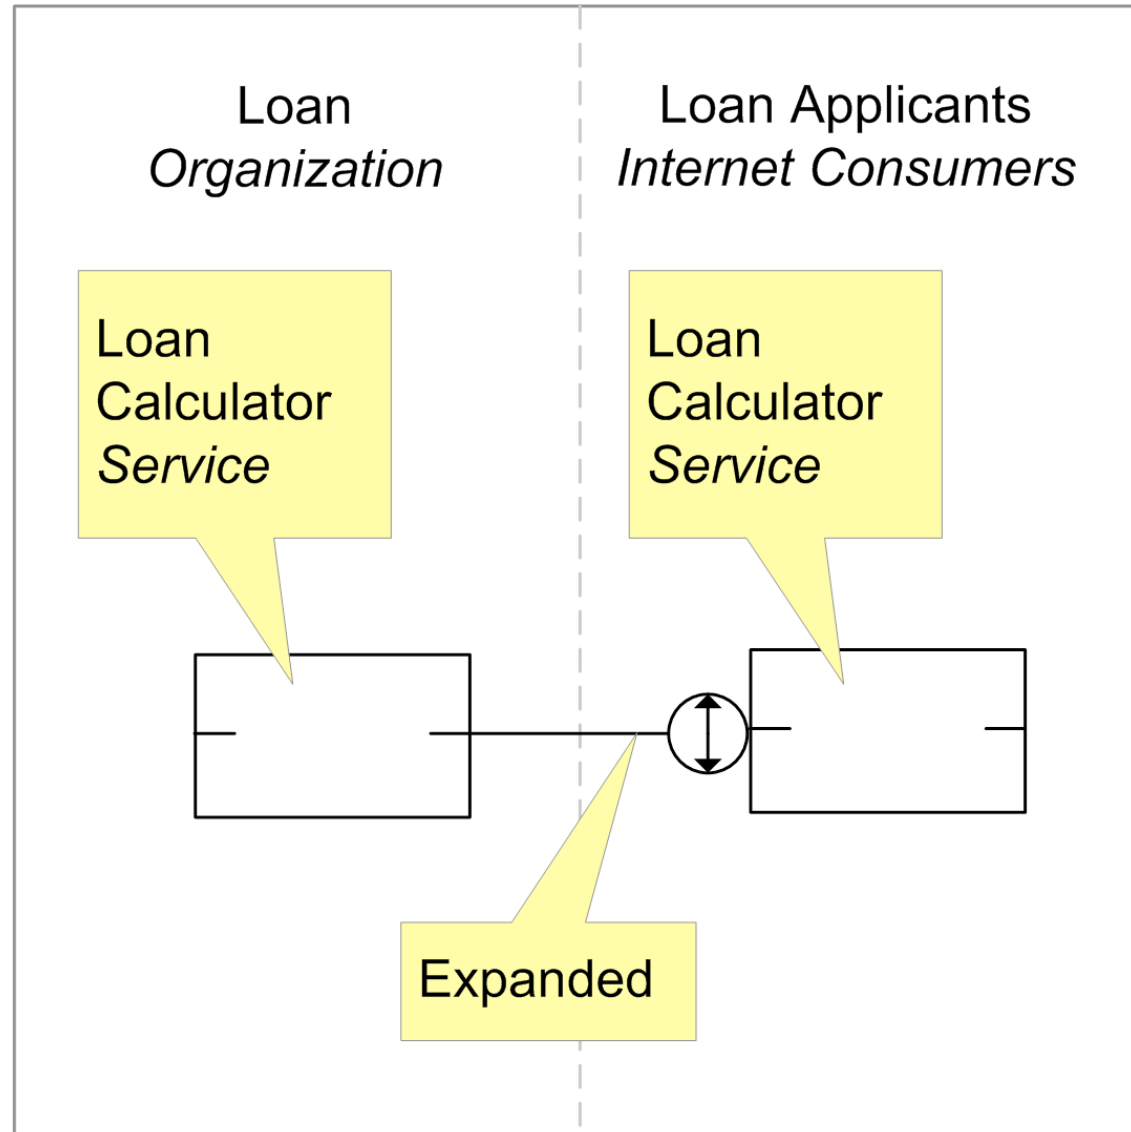 Loan
Organization
Loan Applicants
Internet Consumers
Loan
Calculator
Service
Loan
Calculator
Service
Expanded